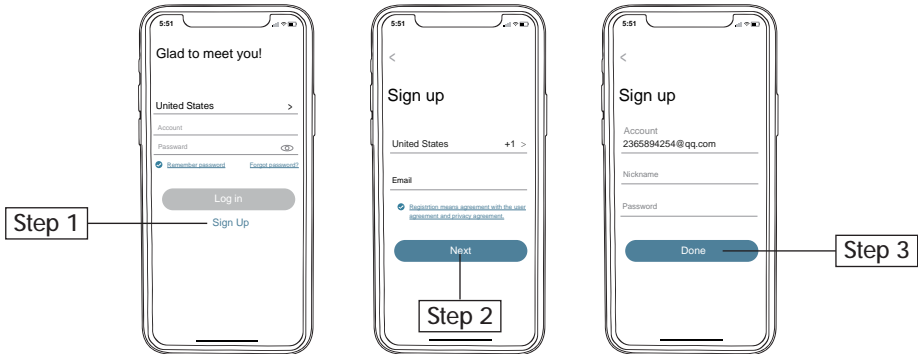 5:51
Glad to meet you!
United States >
Account
Password
Remember password Forgot password?
Log in
Sign Up
Step 1
5:51
<
Sign up
United States +1 >
Email
Registrtion means agreement with the user
agreement and privacy agreement.
Next
Step 2
5:51
<
Sign up
Account
2365894254@qq.com
Nickname
Password
Done
Step 3